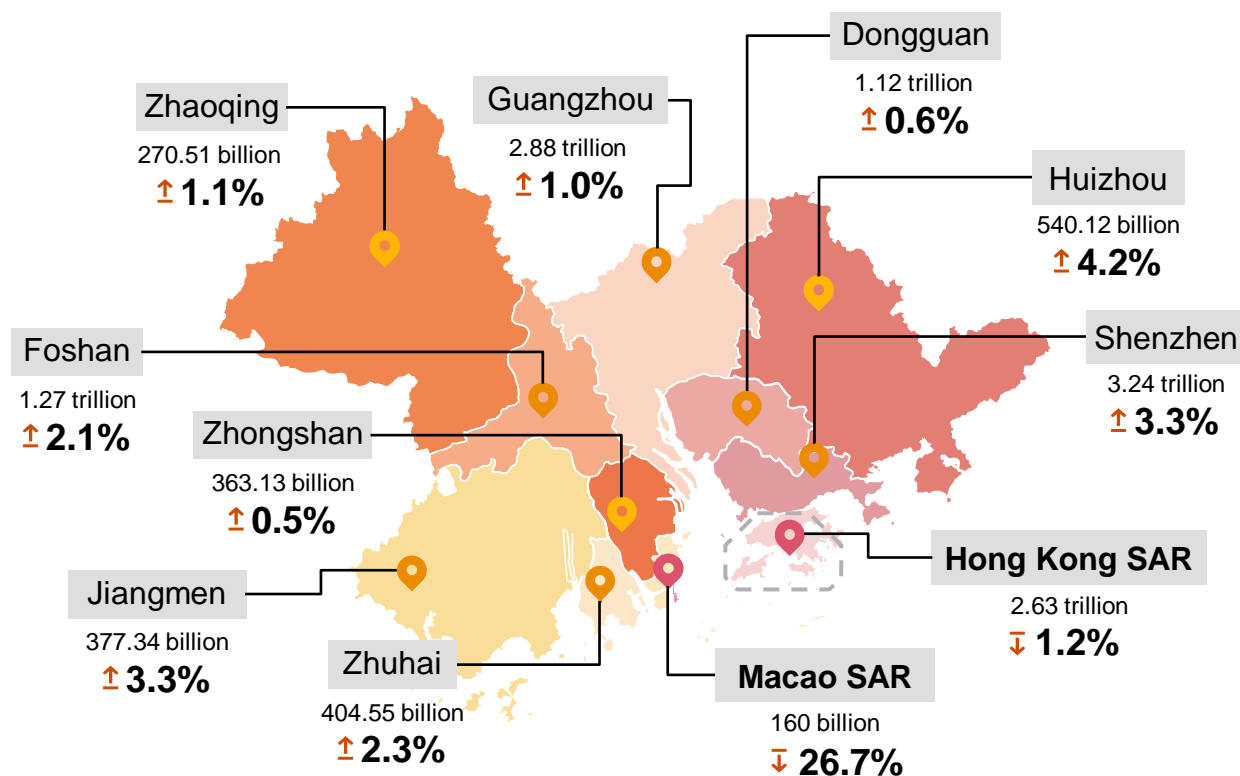 Dongguan
1.12 trillion
↑ 0.6%
Zhaoqing
270.51 billion
↑ 1.1%
Guangzhou
2.88 trillion
↑ 1.0%
Huizhou
540.12 billion
↑ 4.2%
Foshan
1.27 trillion
↑ 2.1%
Shenzhen
3.24 trillion
↑ 3.3%
Zhongshan
363.13 billion
↑ 0.5%
Hong Kong SAR
2.63 trillion
↓ 1.2%
Jiangmen
377.34 billion
↑ 3.3%
Zhuhai
404.55 billion
↑ 2.3%
Macao SAR
160 billion
↓ 26.7%